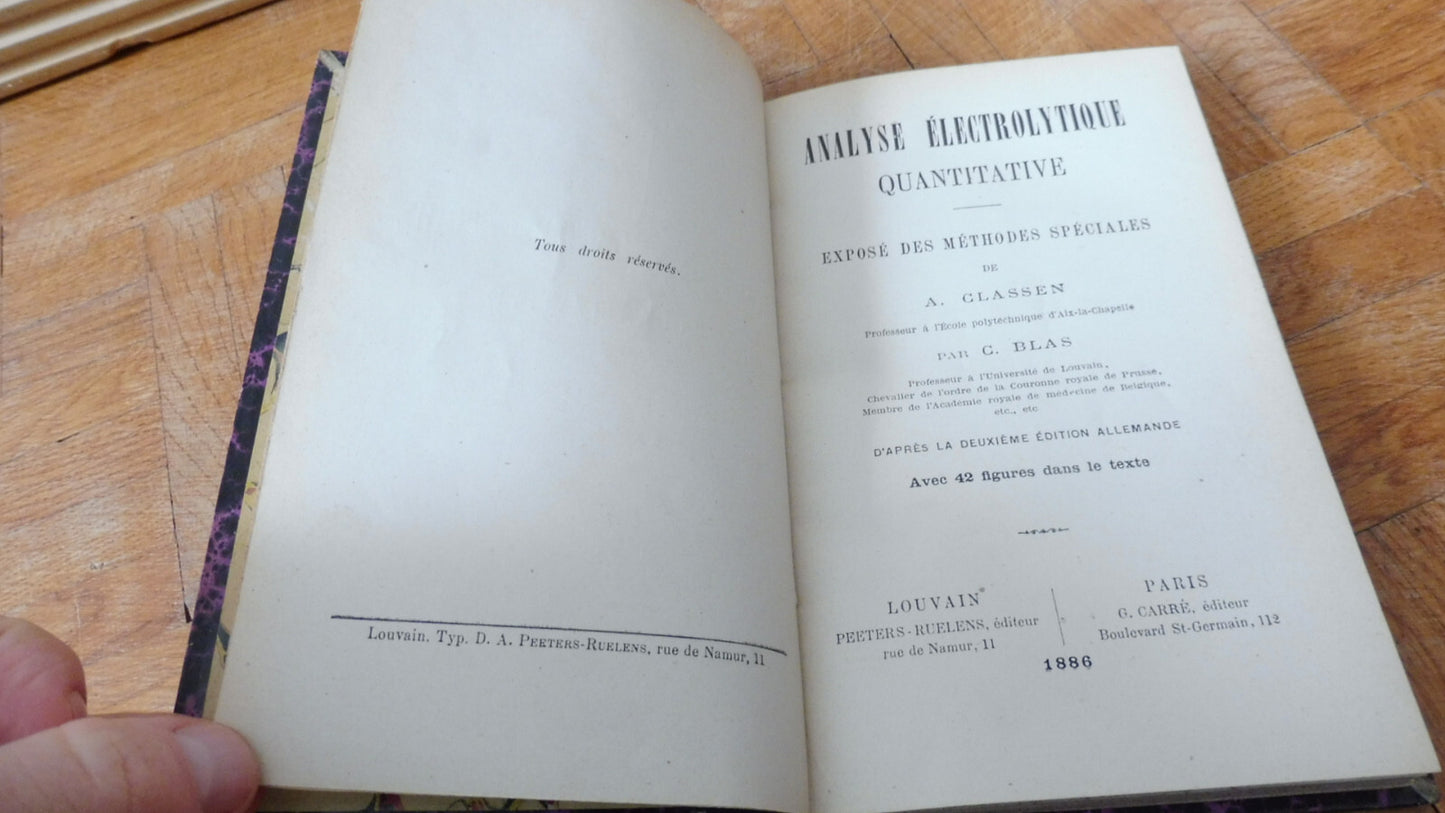 Tous droits réservés.
Louvain. Typ. D. A. PEETERS-RUELENS, rue de Namur, 11
ANALYSE ÉLECTROLYTIQUE
QUANTITATIVE
EXPOSÉ DES MÉTHODES SPÉCIALES
DE
A. CLASSEN
Professeur à l'École polytechnique d'Aix-la-Chapelle
PAR C. BLAS
Professeur à l'Université de Louvain,
Chevalier de l'ordre de la Couronne royale de Prusse,
Membre de l'Académie royale de médecine de Belgique,
etc., etc
D'APRÈS LA DEUXIÈME ÉDITION ALLEMANDE
Avec 42 figures dans le texte
LOUVAIN
PEETERS-RUELENS, éditeur
rue de Namur, 11
PARIS
G. CARRÉ, éditeur
Boulevard St-Germain, 112
1886